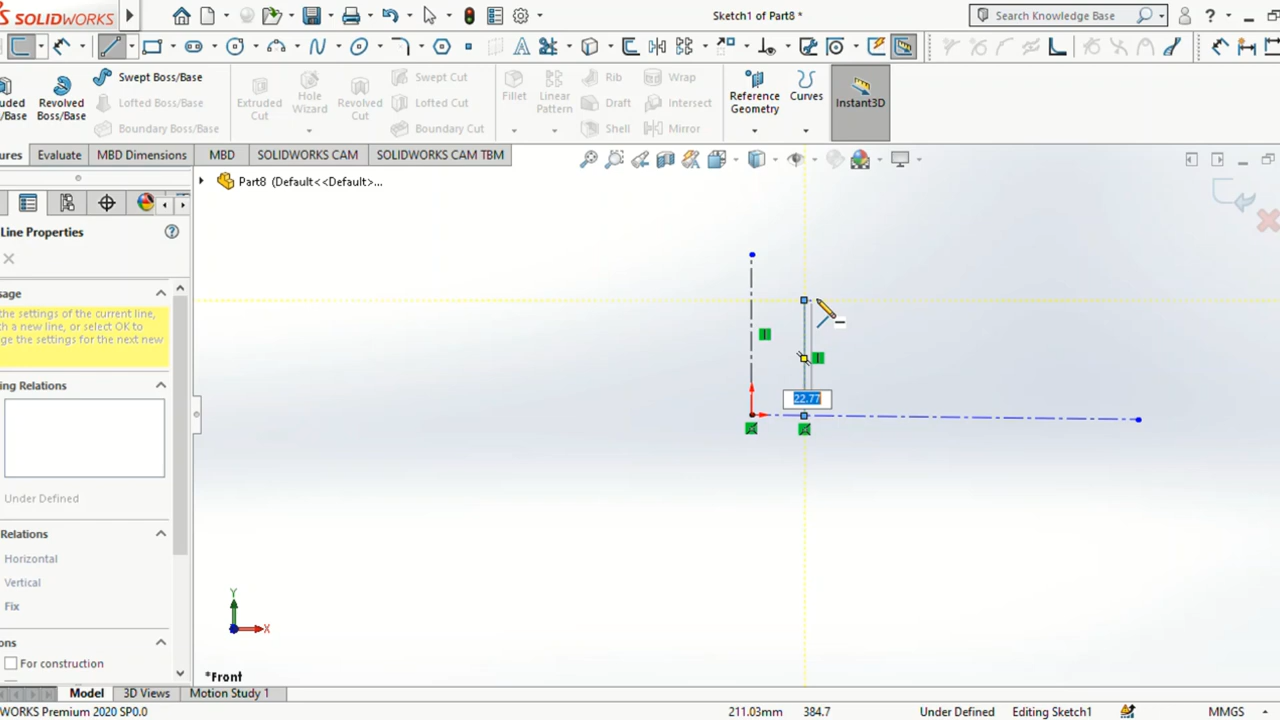 SOLIDWORKS
Sketch1 of Part8 *
Search Knowledge Base
?
Swept Boss/Base
Lofted Boss/Base
Boundary Boss/Base
uded
/Base
Revolved
Boss/Base
Extruded
Cut
Hole
Wizard
Revolved
Cut
Swept Cut
Lofted Cut
Boundary Cut
Fillet
Linear
Pattern
Rib
Draft
Shell
Wrap
Intersect
Mirror
Reference
Geometry
Curves
Instant3D
ures
Evaluate
MBD Dimensions
MBD
SOLIDWORKS CAM
SOLIDWORKS CAM TBM
Part8 (Default<<Default>...
Line Properties
?
sage
the settings of the current line,
th a new line, or select OK to
ge the settings for the next new
ing Relations
Under Defined
Relations
Horizontal
Vertical
Fix
ons
For construction
22.77
Y
X
*Front
Model
3D Views
Motion Study 1
WORKS Premium 2020 SP0.0
211.03mm
384.7
Under Defined
Editing Sketch1
MMGS